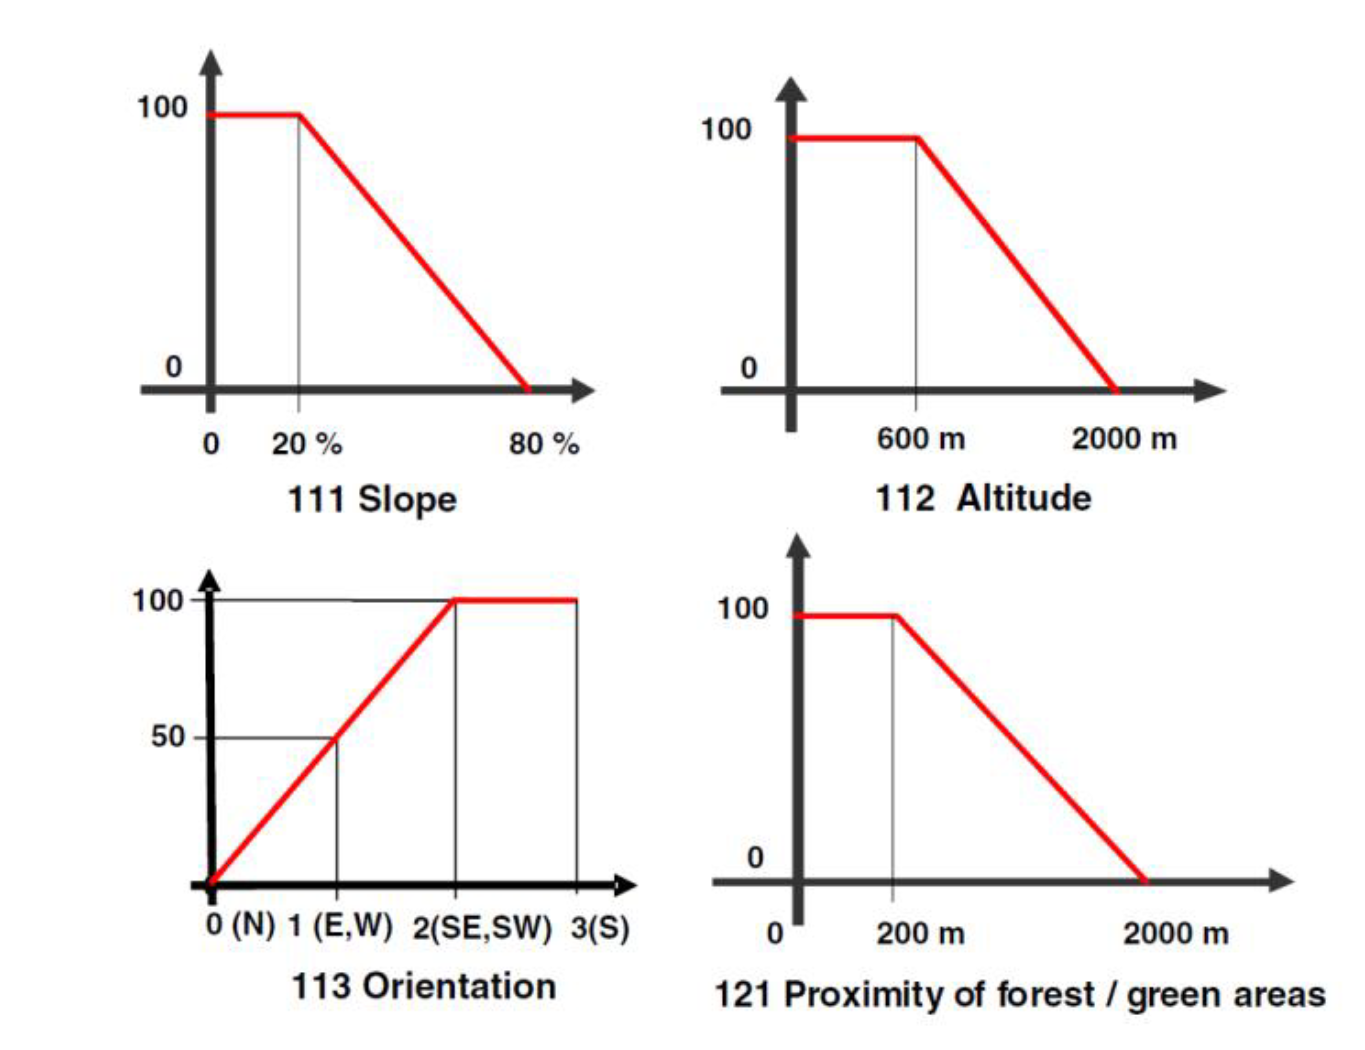 100
0
0
20 %
80 %
111 Slope
100
0
600 m
2000 m
112 Altitude
100
50
0 (N)
1 (E,W)
2(SE,SW)
3(S)
113 Orientation
100
0
0
200 m
2000 m
121 Proximity of forest / green areas